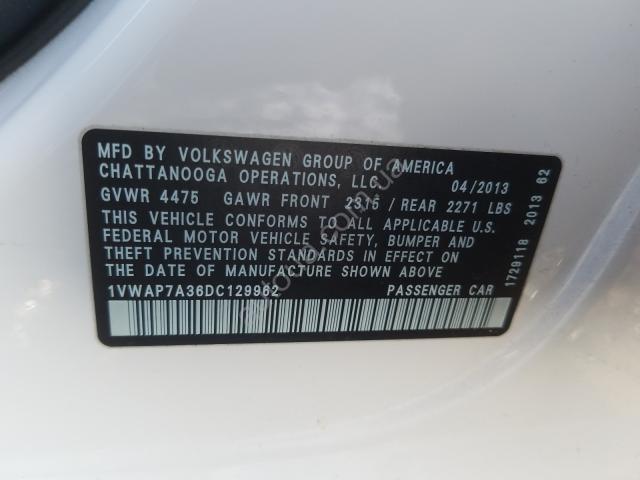 MFD BY VOLKSWAGEN GROUP OF AMERICA
CHATTANOOGA OPERATIONS, LLC 04/2013
GVWR 4475 GAWR FRONT 2315 / REAR 2271 LBS
THIS VEHICLE CONFORMS TO ALL APPLICABLE U.S.
FEDERAL MOTOR VEHICLE SAFETY, BUMPER AND
THEFT PREVENTION STANDARDS IN EFFECT ON THE
DATE OF MANUFACTURE SHOWN ABOVE
PASSENGER CAR
1729118 2013 62